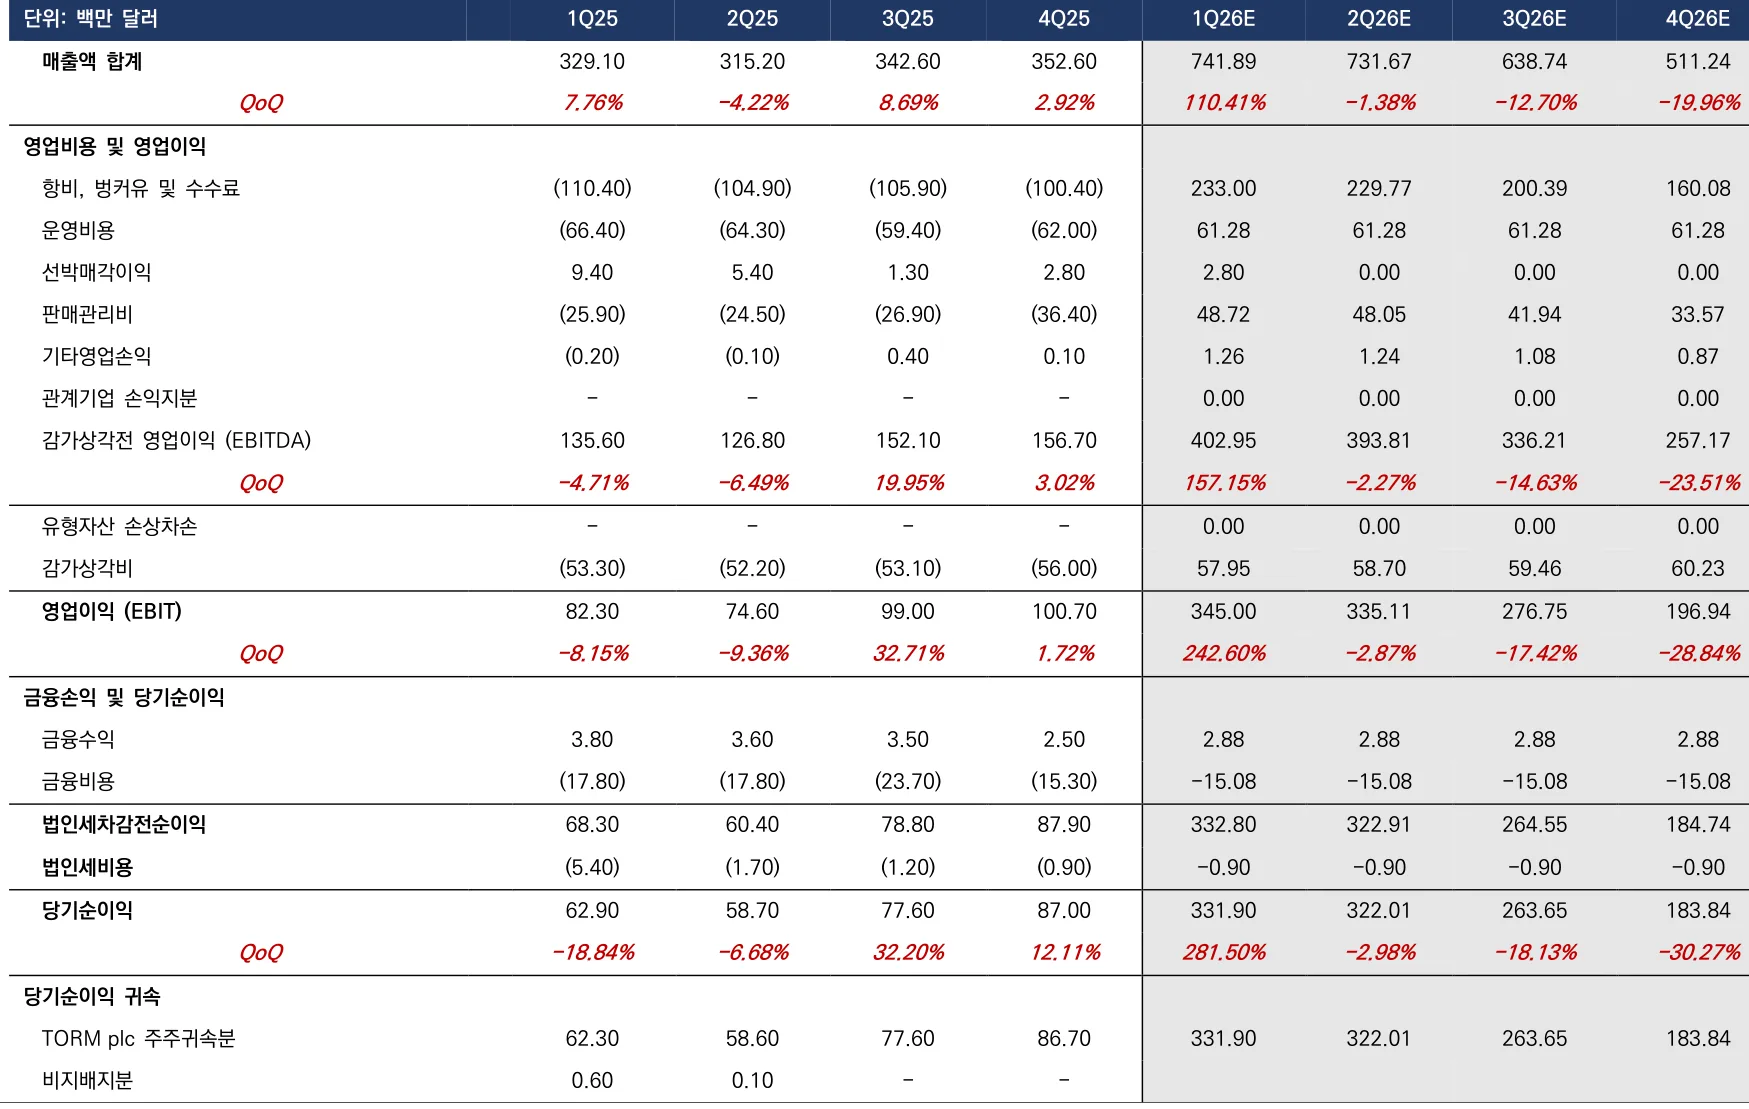 단위: 백만 달러 1Q25 2Q25 3Q25 4Q25 1Q26E 2Q26E 3Q26E 4Q26E
매출액 합계 329.10 315.20 342.60 352.60 741.89 731.67 638.74 511.24
QoQ 7.76% -4.22% 8.69% 2.92% 110.41% -1.38% -12.70% -19.96%
영업비용 및 영업이익
항비, 벙커유 및 수수료 (110.40) (104.90) (105.90) (100.40) 233.00 229.77 200.39 160.08
운영비용 (66.40) (64.30) (59.40) (62.00) 61.28 61.28 61.28 61.28
선박매각이익 9.40 5.40 1.30 2.80 2.80 0.00 0.00 0.00
판매관리비 (25.90) (24.50) (26.90) (36.40) 48.72 48.05 41.94 33.57
기타영업손익 (0.20) (0.10) 0.40 0.10 1.26 1.24 1.08 0.87
관계기업 손익지분 - - - - 0.00 0.00 0.00 0.00
감가상각전 영업이익 (EBITDA) 135.60 126.80 152.10 156.70 402.95 393.81 336.21 257.17
QoQ -4.71% -6.49% 19.95% 3.02% 157.15% -2.27% -14.63% -23.51%
유형자산 손상차손 - - - - 0.00 0.00 0.00 0.00
감가상각비 (53.30) (52.20) (53.10) (56.00) 57.95 58.70 59.46 60.23
영업이익 (EBIT) 82.30 74.60 99.00 100.70 345.00 335.11 276.75 196.94
QoQ -8.15% -9.36% 32.71% 1.72% 242.60% -2.87% -17.42% -28.84%
금융손익 및 당기순이익
금융수익 3.80 3.60 3.50 2.50 2.88 2.88 2.88 2.88
금융비용 (17.80) (17.80) (23.70) (15.30) -15.08 -15.08 -15.08 -15.08
법인세차감전순이익 68.30 60.40 78.80 87.90 332.80 322.91 264.55 184.74
법인세비용 (5.40) (1.70) (1.20) (0.90) -0.90 -0.90 -0.90 -0.90
당기순이익 62.90 58.70 77.60 87.00 331.90 322.01 263.65 183.84
QoQ -18.84% -6.68% 32.20% 12.11% 281.50% -2.98% -18.13% -30.27%
당기순이익 귀속
TORM plc 주주귀속분 62.30 58.60 77.60 86.70 331.90 322.01 263.65 183.84
비지배지분 0.60 0.10 - -